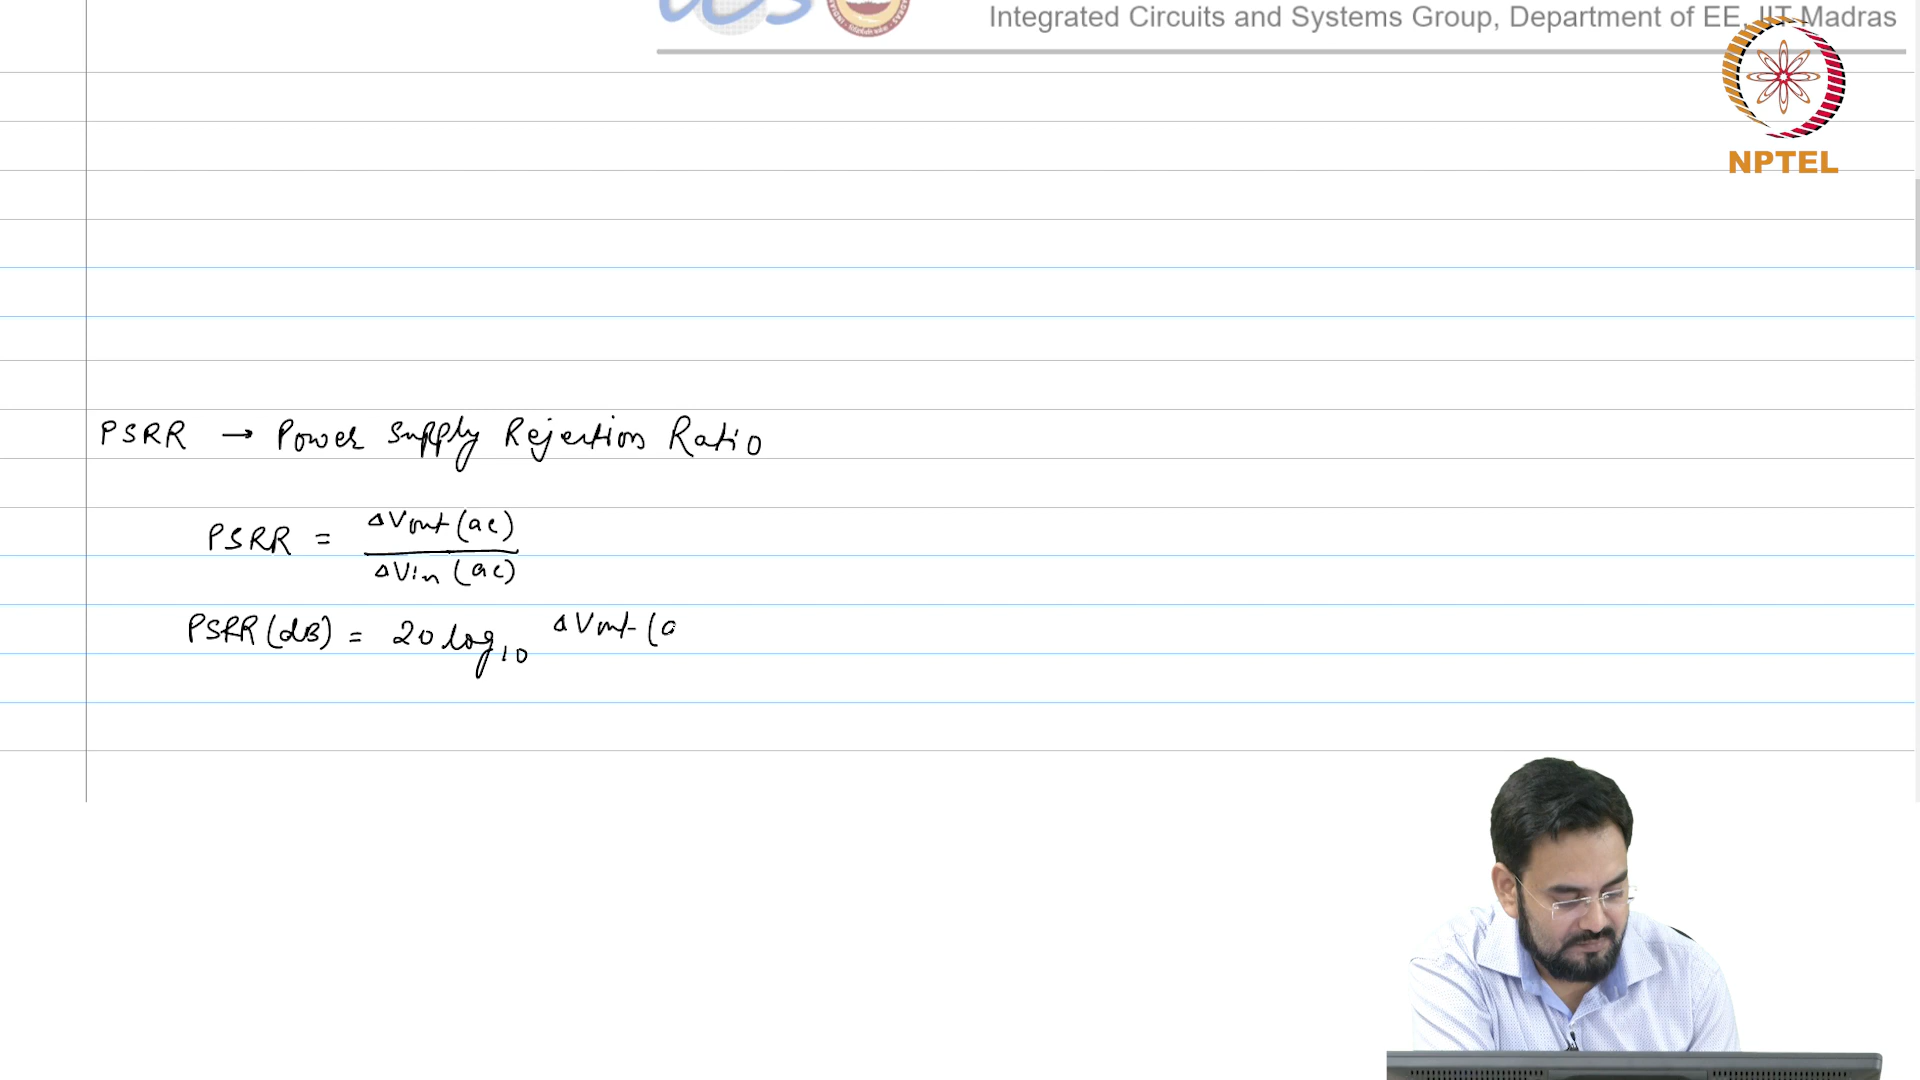 Integrated Circuits and Systems Group, Department of EE, IIT Madras
NPTEL
PSRR → Power Supply Rejection Ratio
PSRR = ΔVout (ac)
ΔVin (ac)
PSRR (dB) = 20 log10 ΔVout (a